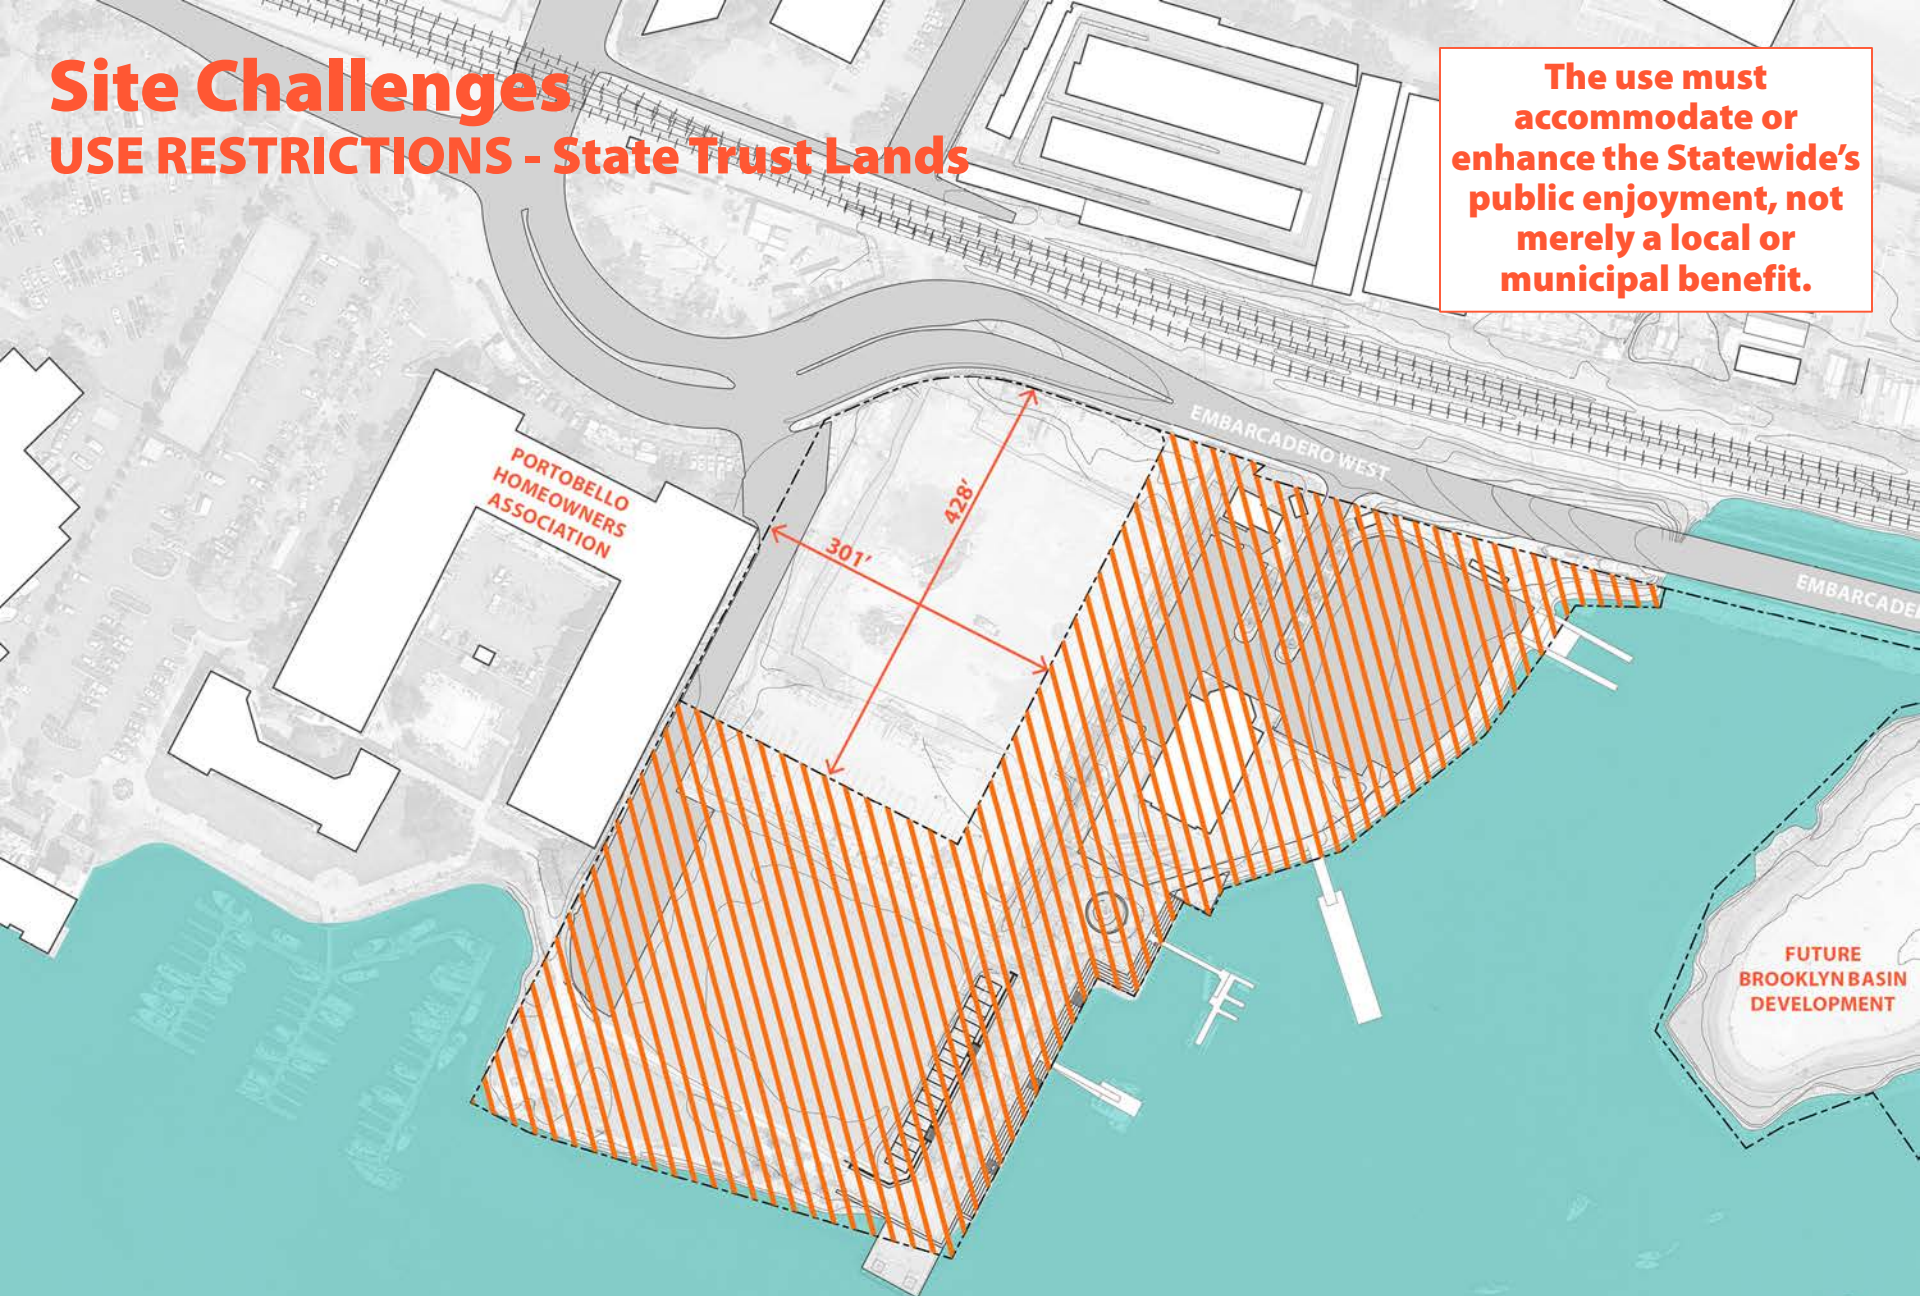 Site Challenges
USE RESTRICTIONS - State Trust Lands
The use must
accommodate or
enhance the Statewide’s
public enjoyment, not
merely a local or
municipal benefit.
EMBARCADERO WEST
PORTOBELLO
HOMEOWNERS
ASSOCIATION
428’
301’
EMBARCADE
FUTURE
BROOKLYN BASIN
DEVELOPMENT